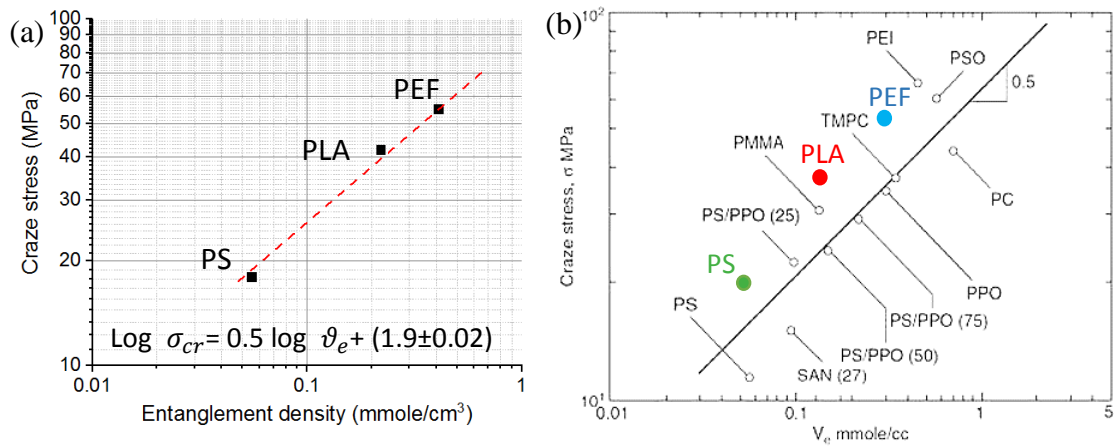 (a)
100
90
80
70
60
50
40
30
20
10
Craze stress (MPa)
PEF
PLA
PS
Log σcr= 0.5 log ϑe+ (1.9±0.02)
0.01
0.1
1
Entanglement density (mmole/cm³)
(b)
10²
10¹
Craze stress, σ MPa
PEI
PSO
0.5
PEF
TMPC
PMMA
PLA
PC
PS/PPO (25)
PS
PPO
PS
PS/PPO (75)
PS/PPO (50)
SAN (27)
0.01
0.1
1
5
Ve mmole/cc